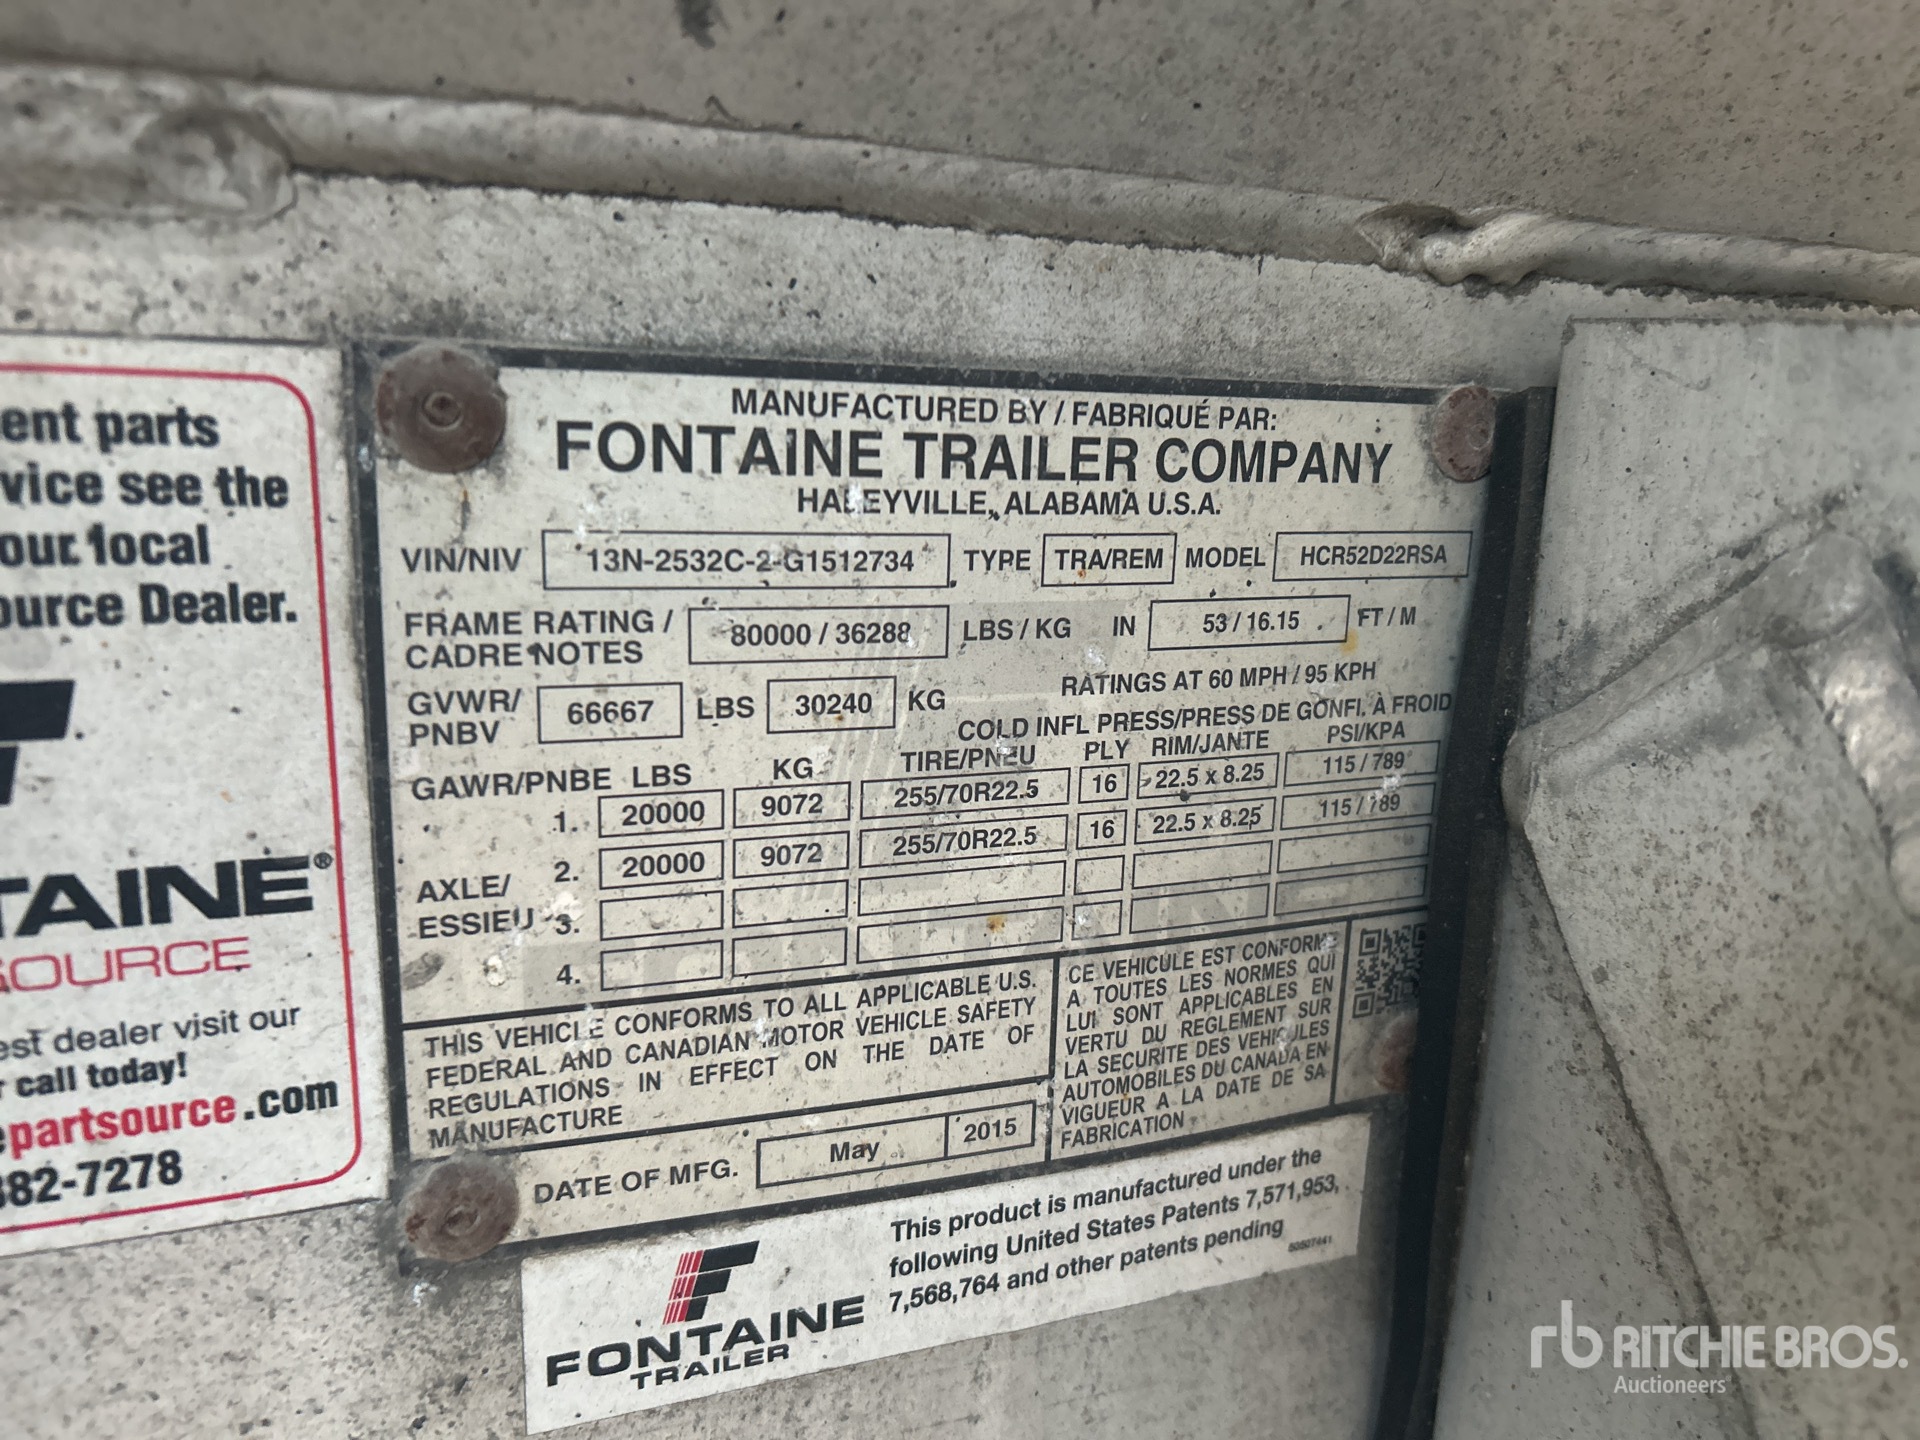 ent parts
vice see the
our local
ource Dealer.
TAINE®
SOURCE
est dealer visit our
r call today!
epartsource.com
382-7278
MANUFACTURED BY / FABRIQUÉ PAR:
FONTAINE TRAILER COMPANY
HALEYVILLE, ALABAMA U.S.A.
VIN/NIV 13N-2532C-2-G1512734 TYPE TRA/REM MODEL HCR52D22RSA
FRAME RATING / CADRE NOTES 80000 / 36288 LBS / KG IN 53 / 16.15 FT / M
GVWR/ PNBV 66667 LBS 30240 KG
RATINGS AT 60 MPH / 95 KPH
COLD INFL PRESS/PRESS DE GONFL. À FROID
GAWR/PNBE LBS KG TIRE/PNEU PLY RIM/JANTE PSI/KPA
1. 20000 9072 255/70R22.5 16 22.5 x 8.25 115 / 789
2. 20000 9072 255/70R22.5 16 22.5 x 8.25 115 / 789
AXLE/
ESSIEU 3.
4.
THIS VEHICLE CONFORMS TO ALL APPLICABLE U.S.
FEDERAL AND CANADIAN MOTOR VEHICLE SAFETY
REGULATIONS IN EFFECT ON THE DATE OF
MANUFACTURE
CE VEHICULE EST CONFORME
A TOUTES LES NORMES QUI
LUI SONT APPLICABLES EN
VERTU DU REGLEMENT SUR
LA SECURITE DES VEHICULES
AUTOMOBILES DU CANADA EN
VIGUEUR A LA DATE DE SA
FABRICATION
DATE OF MFG. May 2015
FONTAINE
TRAILER
This product is manufactured under the
following United States Patents 7,571,953,
7,568,764 and other patents pending
50507441
rb RITCHIE BROS.
Auctioneers